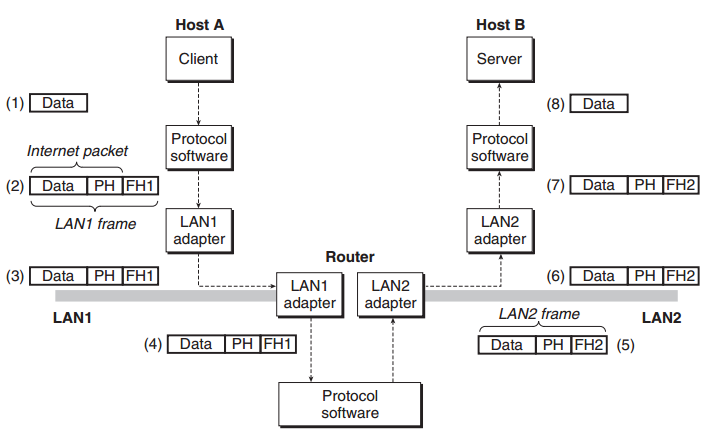 Host A
Host B
Client
Server
(1) Data
(8) Data
Protocol
software
Protocol
software
Internet packet
(2) Data PH FH1
(7) Data PH FH2
LAN1 frame
LAN1
adapter
LAN2
adapter
Router
(3) Data PH FH1
LAN1
adapter
LAN2
adapter
(6) Data PH FH2
LAN1
LAN2 frame
LAN2
(4) Data PH FH1
Data PH FH2 (5)
Protocol
software